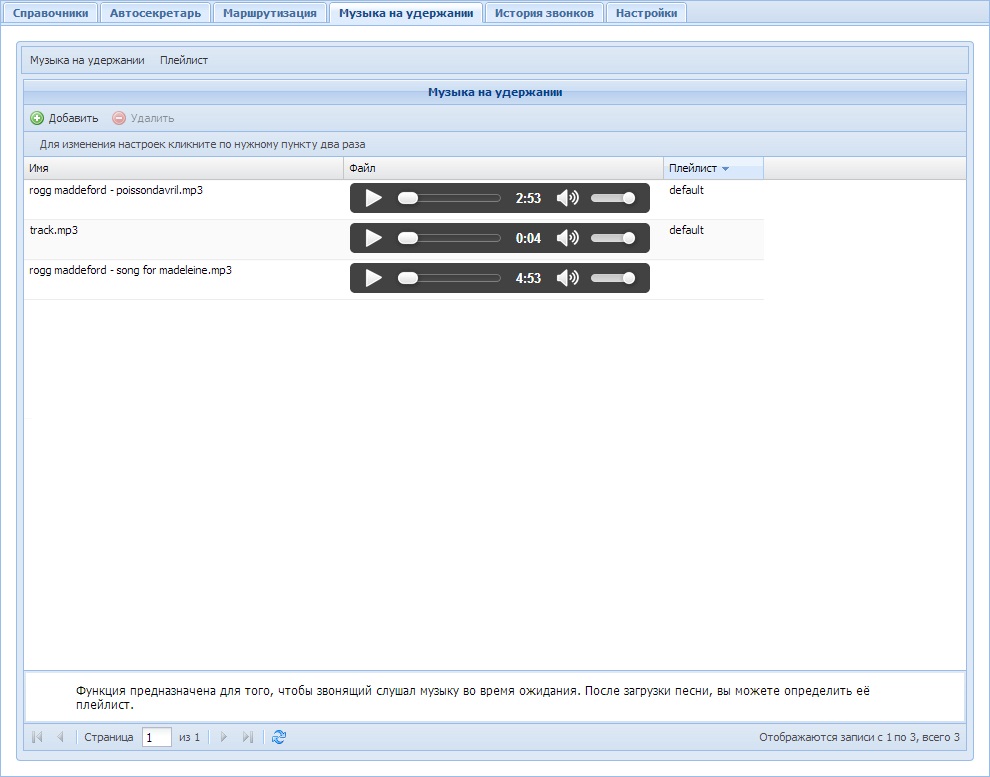 Справочники Автосекретарь Маршрутизация Музыка на удержании История звонков Настройки
Музыка на удержании Плейлист
Музыка на удержании
Добавить Удалить
Для изменения настроек кликните по нужному пункту два раза
Имя Файл Плейлист
rogg maddeford - poissondavril.mp3 2:53 default
track.mp3 0:04 default
rogg maddeford - song for madeleine.mp3 4:53
Функция предназначена для того, чтобы звонящий слушал музыку во время ожидания. После загрузки песни, вы можете определить её
плейлист.
Страница 1 из 1 Отображаются записи с 1 по 3, всего 3